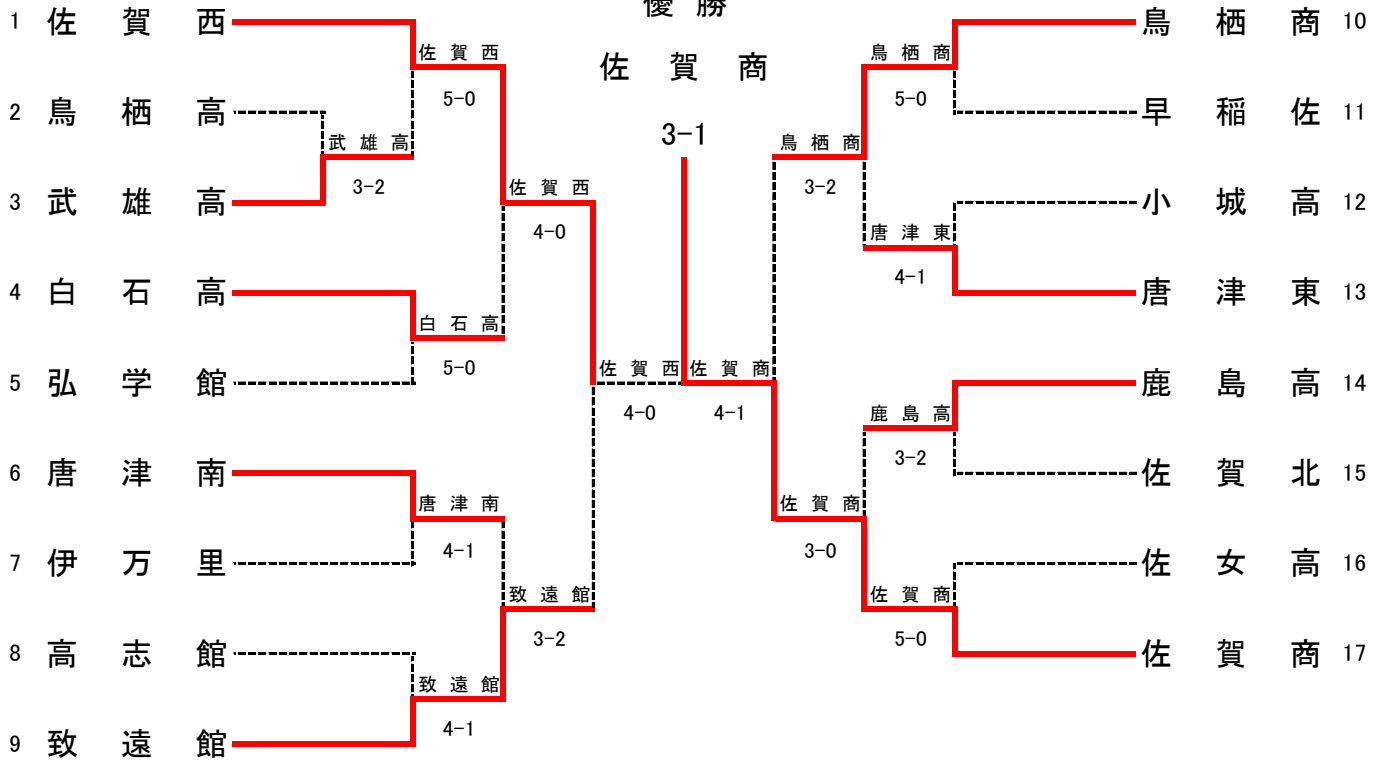 優勝
佐賀商
3-1
1 佐賀西
2 鳥栖高
3 武雄高
4 白石高
5 弘学館
6 唐津南
7 伊万里
8 高志館
9 致遠館
佐賀西
5-0
武雄高
3-2
白石高
5-0
唐津南
4-1
致遠館
4-1
佐賀西
4-0
致遠館
3-2
佐賀西
4-0
佐賀商
4-1
鳥栖商
3-2
佐賀商
3-0
鳥栖商
5-0
唐津東
4-1
鹿島高
3-2
佐賀商
5-0
鳥栖商 10
早稲佐 11
小城高 12
唐津東 13
鹿島高 14
佐賀北 15
佐女高 16
佐賀商 17